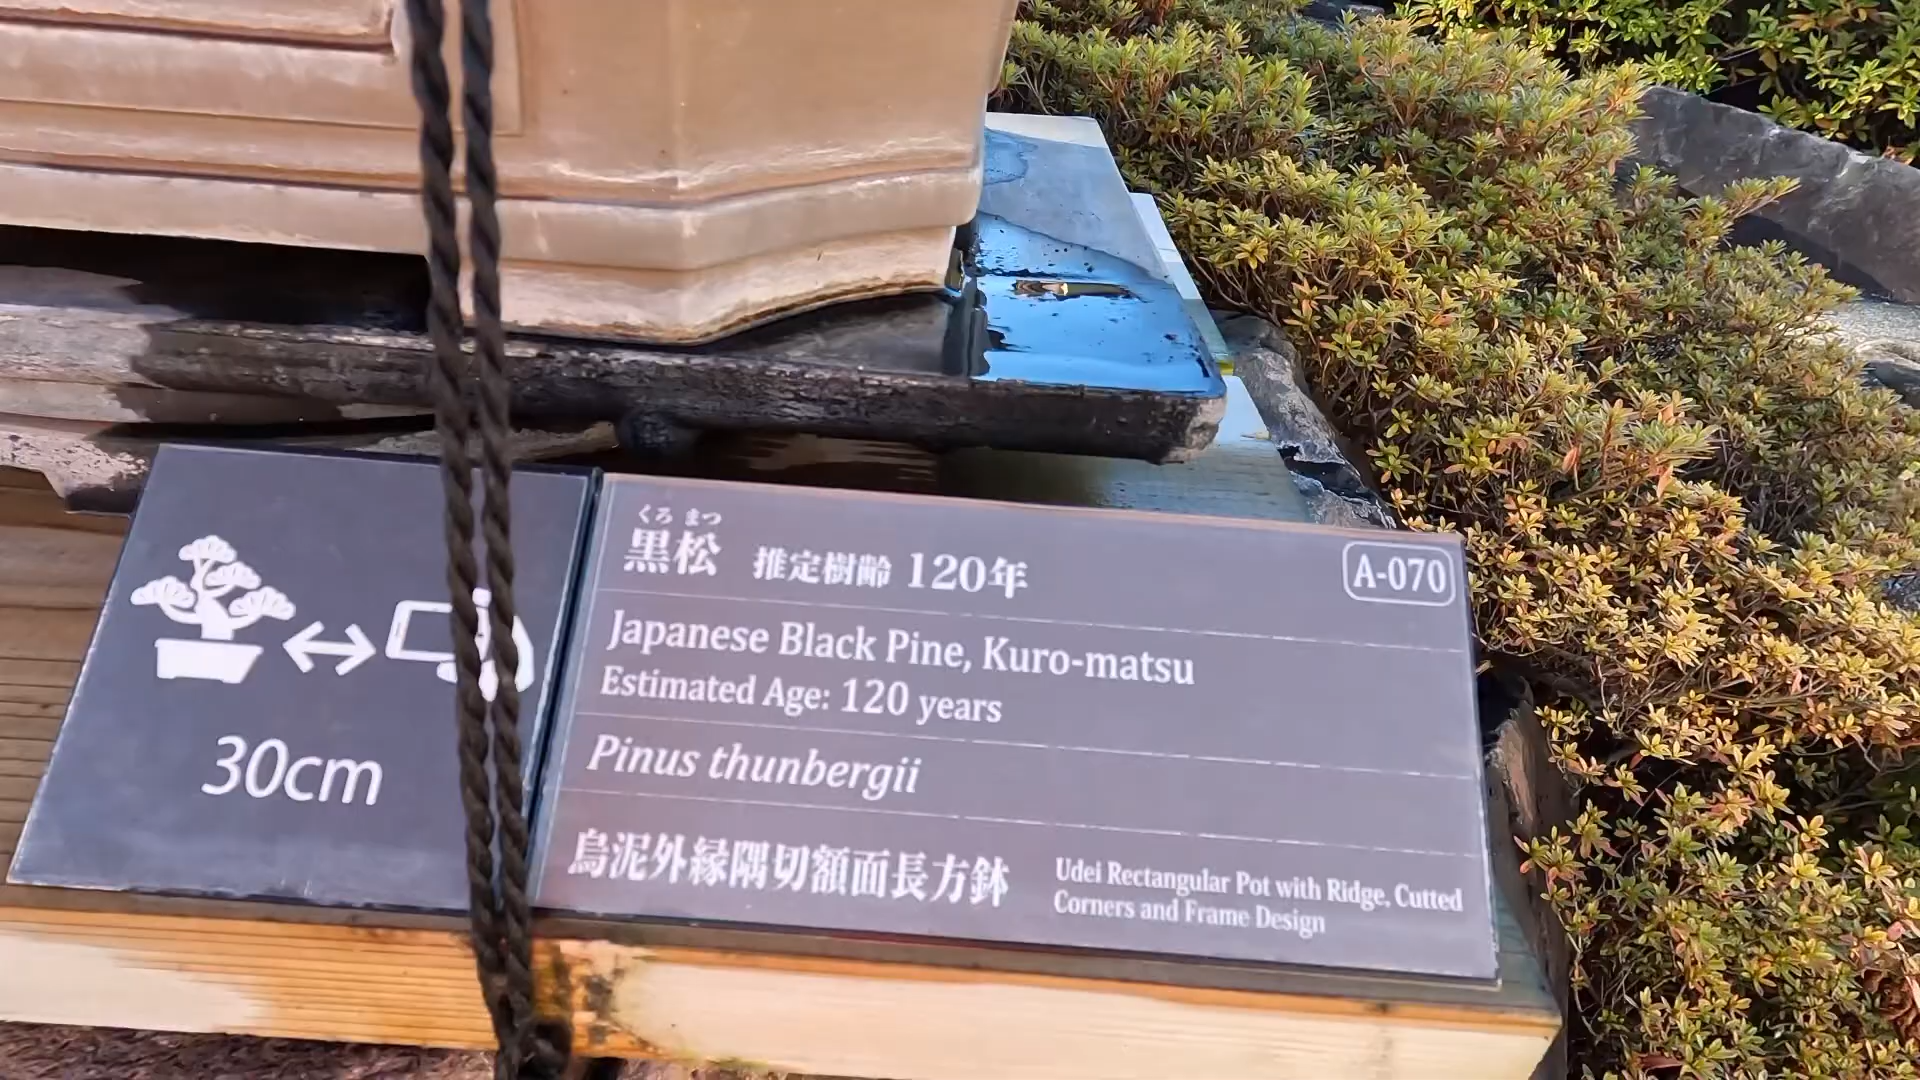 30cm
くろ まつ
黒松 推定樹齢 120年
A-070
Japanese Black Pine, Kuro-matsu
Estimated Age: 120 years
Pinus thunbergii
烏泥外縁隅切額面長方鉢
Udei Rectangular Pot with Ridge, Cutted
Corners and Frame Design